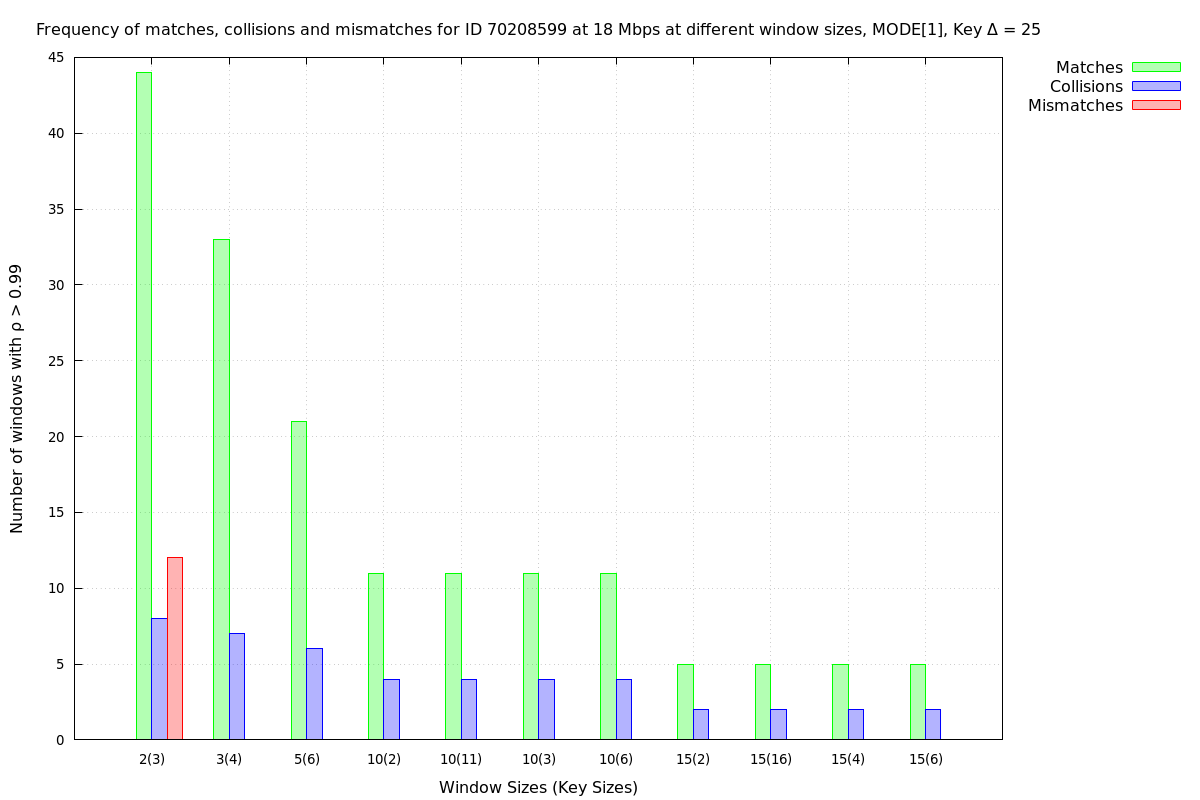 Frequency of matches, collisions and mismatches for ID 70208599 at 18 Mbps at different window sizes, MODE[1], Key Δ = 25
Matches
Collisions
Mismatches
Number of windows with ρ > 0.99
45
40
35
30
25
20
15
10
5
0
2(3) 3(4) 5(6) 10(2) 10(11) 10(3) 10(6) 15(2) 15(16) 15(4) 15(6)
Window Sizes (Key Sizes)